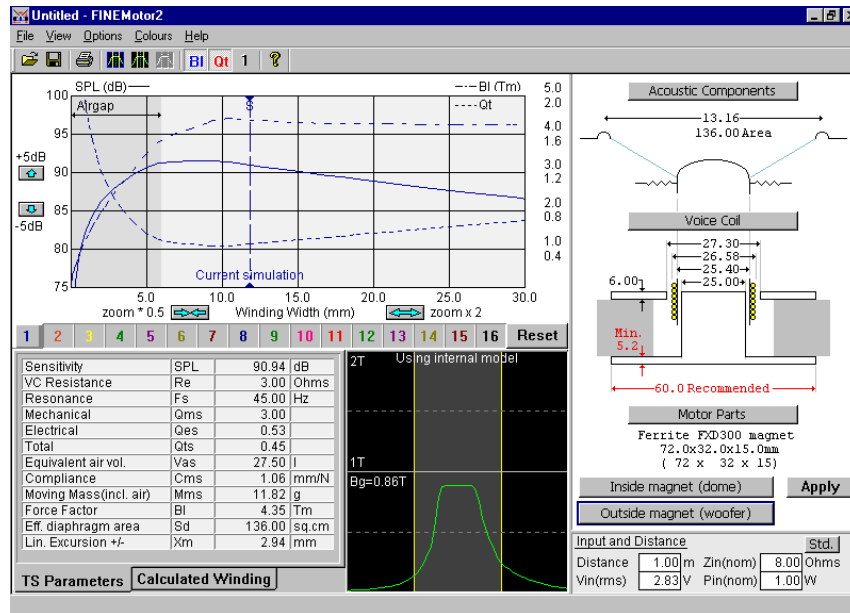 Untitled - FINEMotor2
File View Options Colours Help
Bl Qt 1 ?
SPL (dB)
Bl (Tm)
Qt
Airgap
100
95
90
85
80
75
+5dB
-5dB
5.0
2.0
4.0
1.6
3.0
1.2
2.0
0.8
1.0
0.4
S
Current simulation
5.0 10.0 15.0 20.0 25.0 30.0
zoom * 0.5 Winding Width (mm) zoom x 2
1 2 3 4 5 6 7 8 9 10 11 12 13 14 15 16 Reset
Sensitivity SPL 90.94 dB
VC Resistance Re 3.00 Ohms
Resonance Fs 45.00 Hz
Mechanical Qms 3.00
Electrical Qes 0.53
Total Qts 0.45
Equivalent air vol. Vas 27.50 l
Compliance Cms 1.06 mm/N
Moving Mass(incl. air) Mms 11.82 g
Force Factor Bl 4.35 Tm
Eff. diaphragm area Sd 136.00 sq.cm
Lin. Excursion +/- Xm 2.94 mm
TS Parameters Calculated Winding
2T Using internal model
1T
Bg=0.86T
Acoustic Components
13.16
136.00 Area
Voice Coil
27.30
26.58
25.40
25.00
6.00
Min.
5.2
60.0 Recommended
Motor Parts
Ferrite FXD300 magnet
72.0x32.0x15.0mm
( 72 x 32 x 15)
Inside magnet (dome) Apply
Outside magnet (woofer)
Input and Distance Std.
Distance 1.00 m Zin(nom) 8.00 Ohms
Vin(rms) 2.83 V Pin(nom) 1.00 W